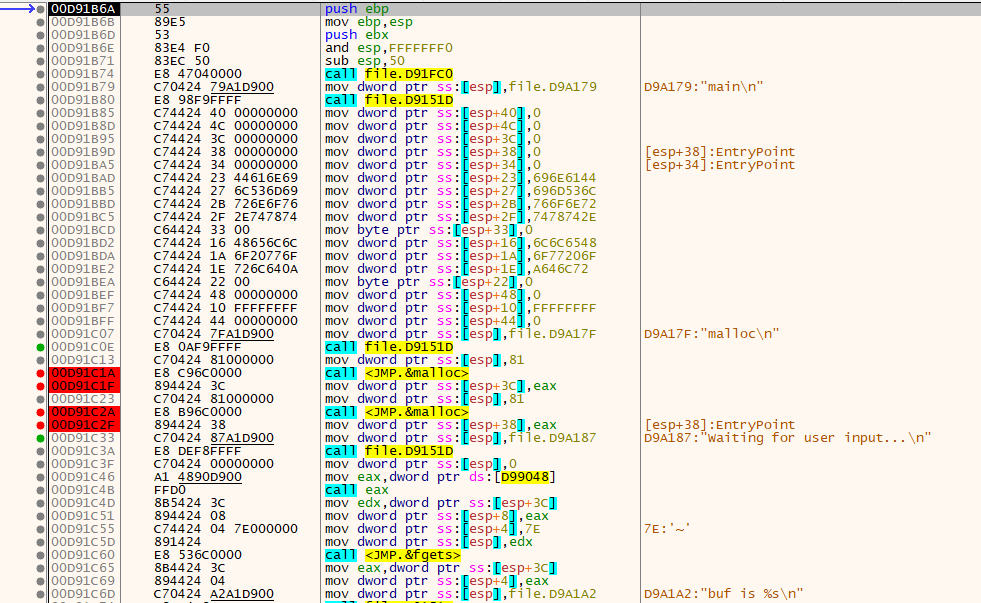 00D91B6A 55 push ebp
00D91B6B 89E5 mov ebp,esp
00D91B6D 53 push ebx
00D91B6E 83E4 F0 and esp,FFFFFFF0
00D91B71 83EC 50 sub esp,50
00D91B74 E8 47040000 call file.D91FC0
00D91B79 C70424 79A1D900 mov dword ptr ss:[esp],file.D9A179 D9A179:"main\n"
00D91B80 E8 98F9FFFF call file.D9151D
00D91B85 C74424 40 00000000 mov dword ptr ss:[esp+40],0
00D91B8D C74424 4C 00000000 mov dword ptr ss:[esp+4C],0
00D91B95 C74424 3C 00000000 mov dword ptr ss:[esp+3C],0
00D91B9D C74424 38 00000000 mov dword ptr ss:[esp+38],0 [esp+38]:EntryPoint
00D91BA5 C74424 34 00000000 mov dword ptr ss:[esp+34],0 [esp+34]:EntryPoint
00D91BAD C74424 23 44616E69 mov dword ptr ss:[esp+23],696E6144
00D91BB5 C74424 27 6C536D69 mov dword ptr ss:[esp+27],696D536C
00D91BBD C74424 2B 726E6F76 mov dword ptr ss:[esp+2B],766F6E72
00D91BC5 C74424 2F 2E747874 mov dword ptr ss:[esp+2F],7478742E
00D91BCD C64424 33 00 mov byte ptr ss:[esp+33],0
00D91BD2 C74424 16 48656C6C mov dword ptr ss:[esp+16],6C6C6548
00D91BDA C74424 1A 6F20776F mov dword ptr ss:[esp+1A],6F77206F
00D91BE2 C74424 1E 726C640A mov dword ptr ss:[esp+1E],A646C72
00D91BEA C64424 22 00 mov byte ptr ss:[esp+22],0
00D91BEF C74424 48 00000000 mov dword ptr ss:[esp+48],0
00D91BF7 C74424 10 FFFFFFFF mov dword ptr ss:[esp+10],FFFFFFFF
00D91BFF C74424 44 00000000 mov dword ptr ss:[esp+44],0
00D91C07 C70424 7FA1D900 mov dword ptr ss:[esp],file.D9A17F D9A17F:"malloc\n"
00D91C0E E8 0AF9FFFF call file.D9151D
00D91C13 C70424 81000000 mov dword ptr ss:[esp],81
00D91C1A E8 C96C0000 call <JMP.&malloc>
00D91C1F 894424 3C mov dword ptr ss:[esp+3C],eax
00D91C23 C70424 81000000 mov dword ptr ss:[esp],81
00D91C2A E8 B96C0000 call <JMP.&malloc>
00D91C2F 894424 38 mov dword ptr ss:[esp+38],eax [esp+38]:EntryPoint
00D91C33 C70424 87A1D900 mov dword ptr ss:[esp],file.D9A187 D9A187:"Waiting for user input...\n"
00D91C3A E8 DEF8FFFF call file.D9151D
00D91C3F C70424 00000000 mov dword ptr ss:[esp],0
00D91C46 A1 4890D900 mov eax,dword ptr ds:[D99048]
00D91C4B FFD0 call eax
00D91C4D 8B5424 3C mov edx,dword ptr ss:[esp+3C]
00D91C51 894424 08 mov dword ptr ss:[esp+8],eax
00D91C55 C74424 04 7E000000 mov dword ptr ss:[esp+4],7E 7E:'~'
00D91C5D 891424 mov dword ptr ss:[esp],edx
00D91C60 E8 536C0000 call <JMP.&fgets>
00D91C65 8B4424 3C mov eax,dword ptr ss:[esp+3C]
00D91C69 894424 04 mov dword ptr ss:[esp+4],eax
00D91C6D C70424 A2A1D900 mov dword ptr ss:[esp],file.D9A1A2 D9A1A2:"buf is %s\n"